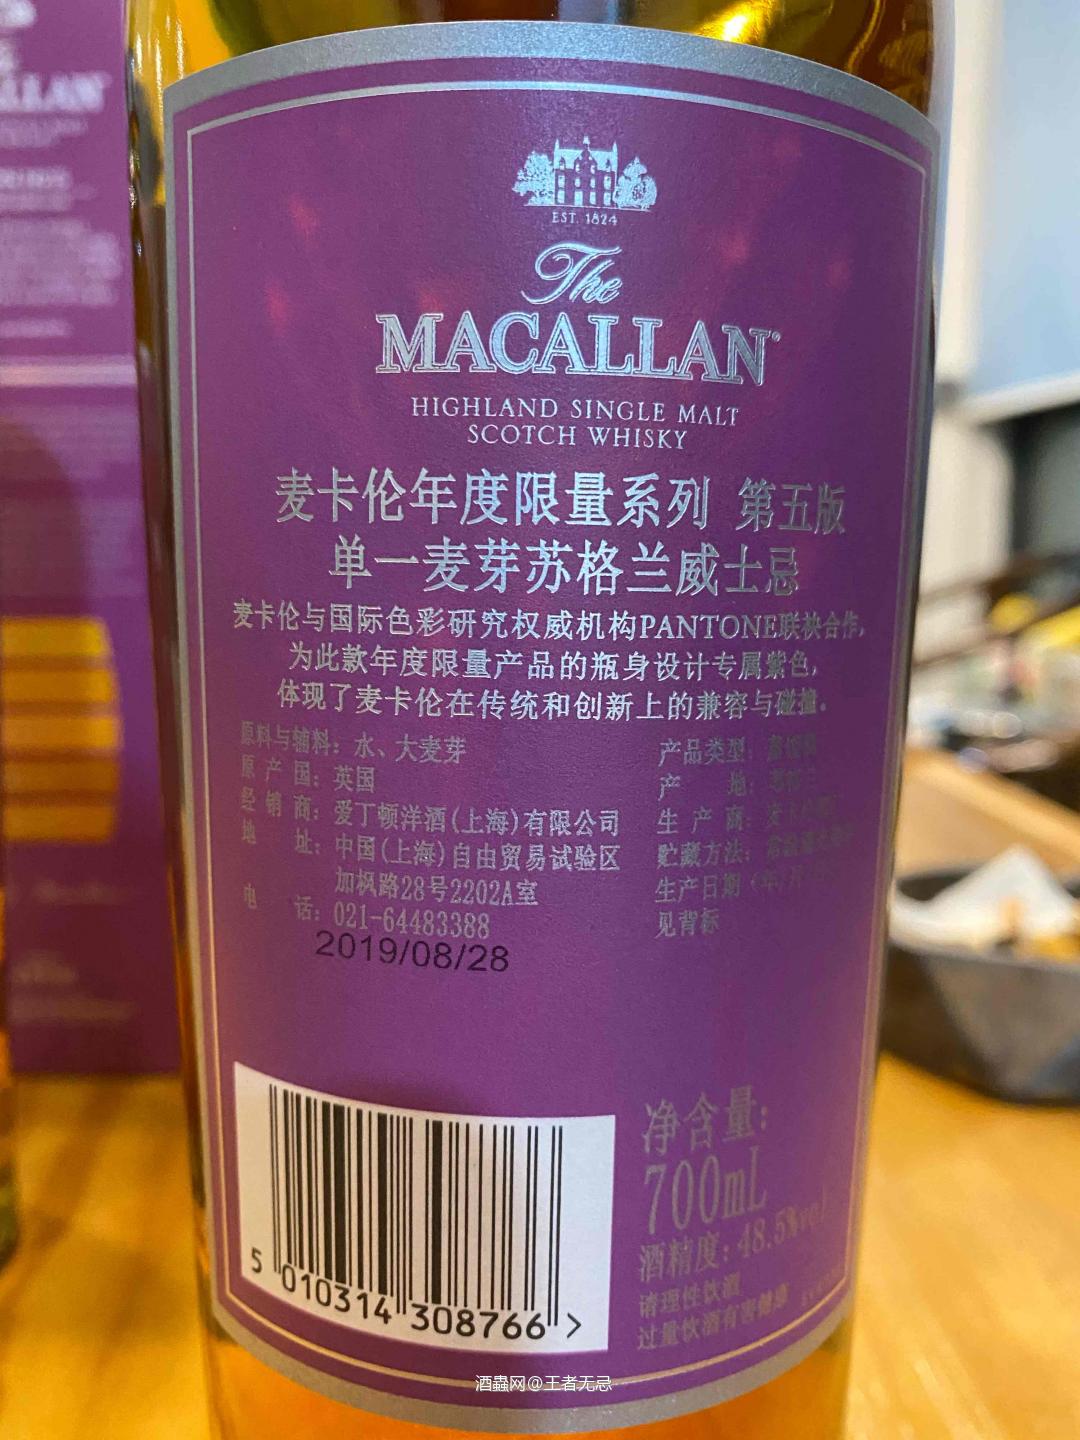 EST. 1824
The
MACALLAN
HIGHLAND SINGLE MALT
SCOTCH WHISKY
麦卡伦年度限量系列 第五版
单一麦芽苏格兰威士忌
麦卡伦与国际色彩研究权威机构PANTONE联袂合作,
为此款年度限量产品的瓶身设计专属紫色,
体现了麦卡伦在传统和创新上的兼容与碰撞。
原料与辅料: 水、大麦芽
原 产 国: 英国
经 销 商: 爱丁顿洋酒(上海)有限公司
地 址: 中国(上海)自由贸易试验区
加枫路28号2202A室
电 话: 021-64483388
2019/08/28
产品类型:
产 地:
生 产 商:
贮藏方法:
生产日期
见背标
净含量:
700mL
酒精度: 48.5%vol
请理性饮酒
过量饮酒有害健康
5 010314 308766 >
酒蟲网@王者无忌